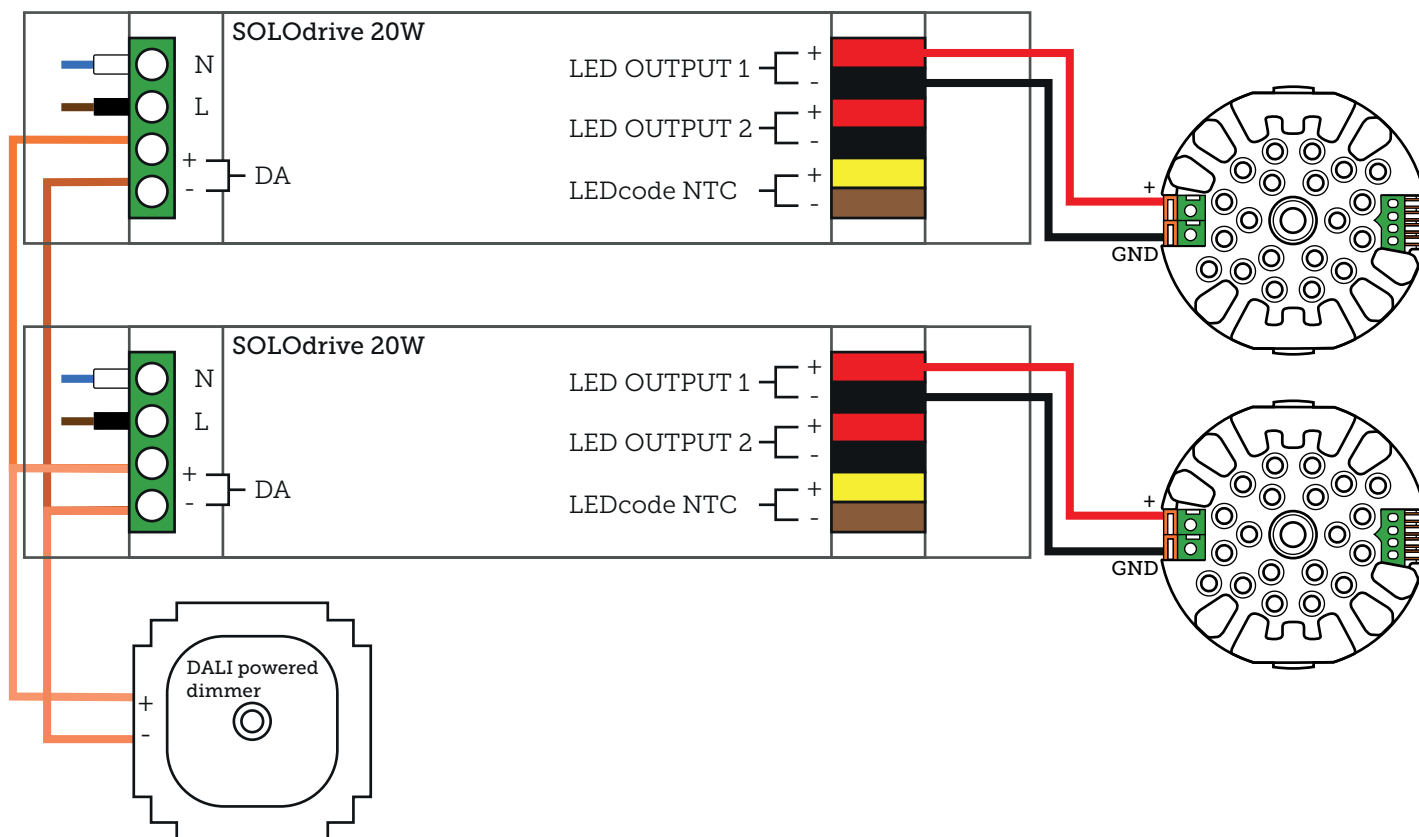 SOLOdrive 20W
N
L
+
-
DA
LED OUTPUT 1
+
-
LED OUTPUT 2
+
-
LEDcode NTC
+
-
+
GND
SOLOdrive 20W
N
L
+
-
DA
LED OUTPUT 1
+
-
LED OUTPUT 2
+
-
LEDcode NTC
+
-
+
GND
DALI powered
dimmer
+
-